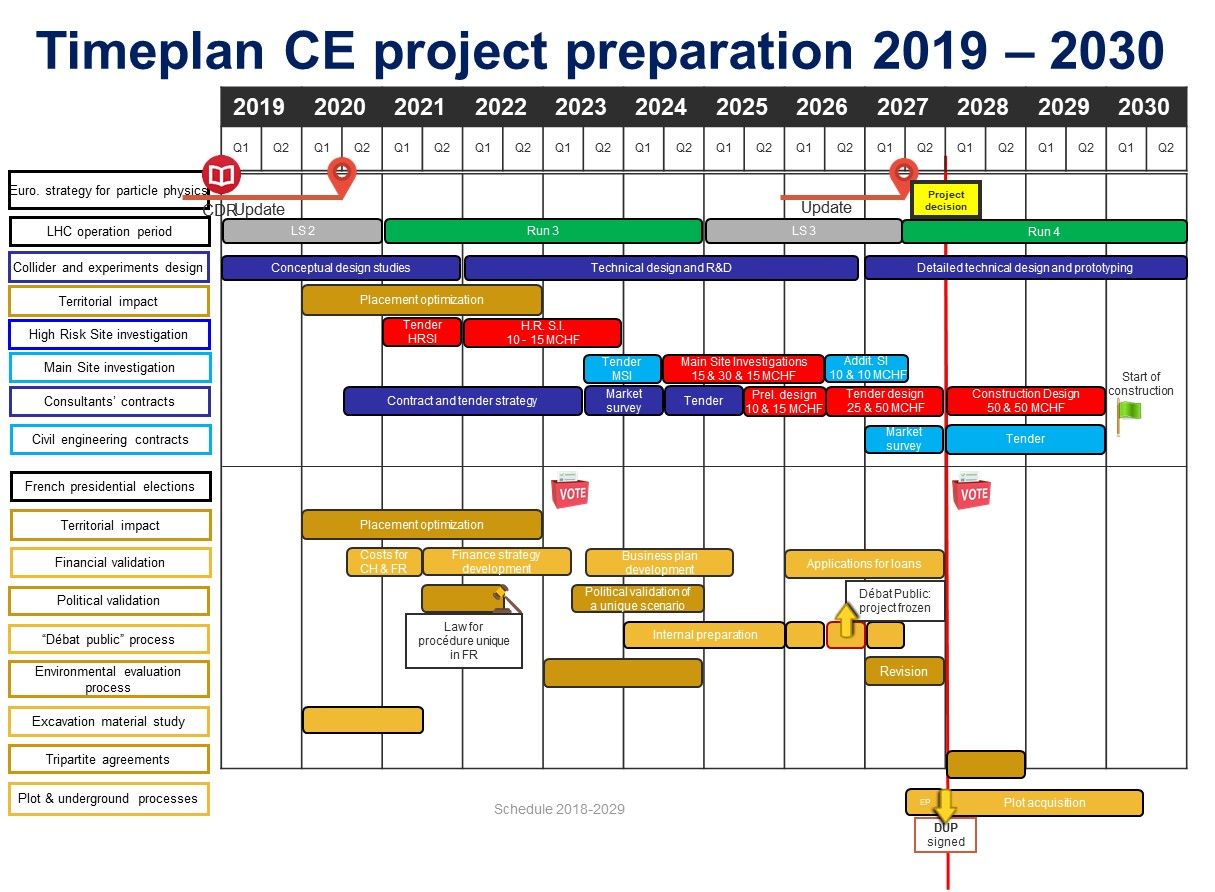 Timeplan CE project preparation 2019 – 2030
2019 2020 2021 2022 2023 2024 2025 2026 2027 2028 2029 2030
Q1 Q2 Q1 Q2 Q1 Q2 Q1 Q2 Q1 Q2 Q1 Q2 Q1 Q2 Q1 Q2 Q1 Q2 Q1 Q2 Q1 Q2 Q1 Q2
Euro. strategy for particle physics
CDR
Update
Update
Project
decision
LHC operation period
LS 2
Run 3
LS 3
Run 4
Collider and experiments design
Conceptual design studies
Technical design and R&D
Detailed technical design and prototyping
Territorial impact
Placement optimization
High Risk Site investigation
Tender
HRSI
H.R. S.I.
10 - 15 MCHF
Main Site investigation
Tender
MSI
Main Site Investigations
15 & 30 & 15 MCHF
Addit. SI
10 & 10 MCHF
Consultants’ contracts
Contract and tender strategy
Market
survey
Tender
Prel. design
10 & 15 MCHF
Tender design
25 & 50 MCHF
Construction Design
50 & 50 MCHF
Start of
construction
Civil engineering contracts
Market
survey
Tender
French presidential elections
VOTE
VOTE
Territorial impact
Placement optimization
Financial validation
Costs for
CH & FR
Finance strategy
development
Business plan
development
Applications for loans
Political validation
Political validation of
a unique scenario
Débat Public:
project frozen
Law for
procédure unique
in FR
“Débat public” process
Internal preparation
Environmental evaluation
process
Revision
Excavation material study
Tripartite agreements
Plot & underground processes
EP
Plot acquisition
Schedule 2018-2029
DUP
signed